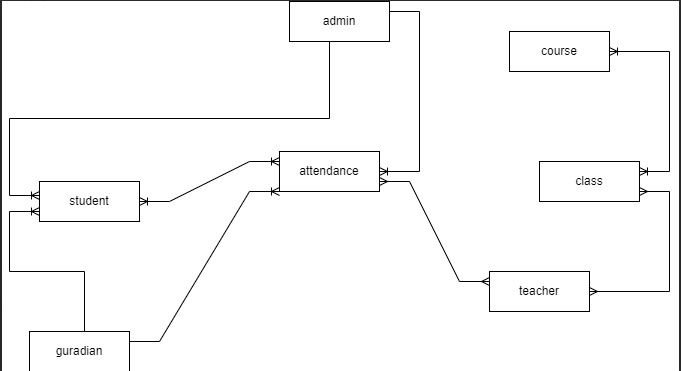 admin
course
attendance
class
student
teacher
guradian